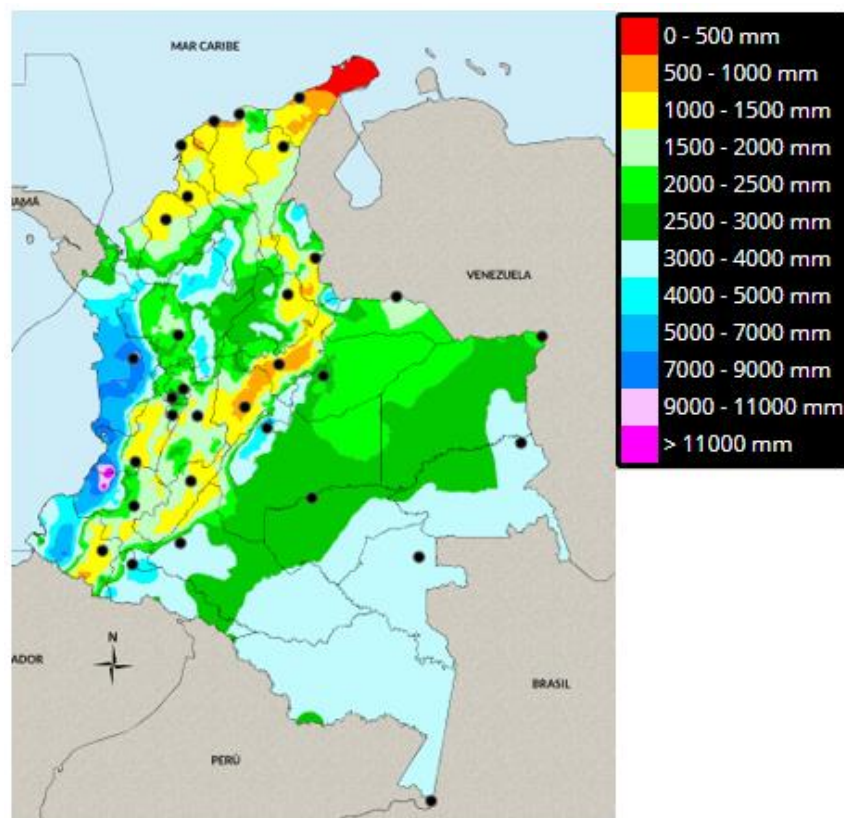 MAR CARIBE
0 - 500 mm
500 - 1000 mm
1000 - 1500 mm
1500 - 2000 mm
2000 - 2500 mm
2500 - 3000 mm
3000 - 4000 mm
4000 - 5000 mm
5000 - 7000 mm
7000 - 9000 mm
9000 - 11000 mm
> 11000 mm
AMÁ
VENEZUELA
N
ADOR
BRASIL
PERÚ